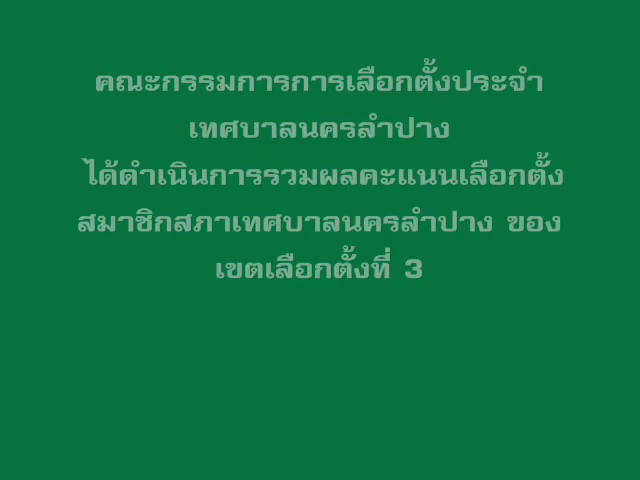 คณะกรรมการการเลือกตั้งประจำ
เทศบาลนครลำปาง
ได้ดำเนินการรวมผลคะแนนเลือกตั้ง
สมาชิกสภาเทศบาลนครลำปาง ของ
เขตเลือกตั้งที่ 3